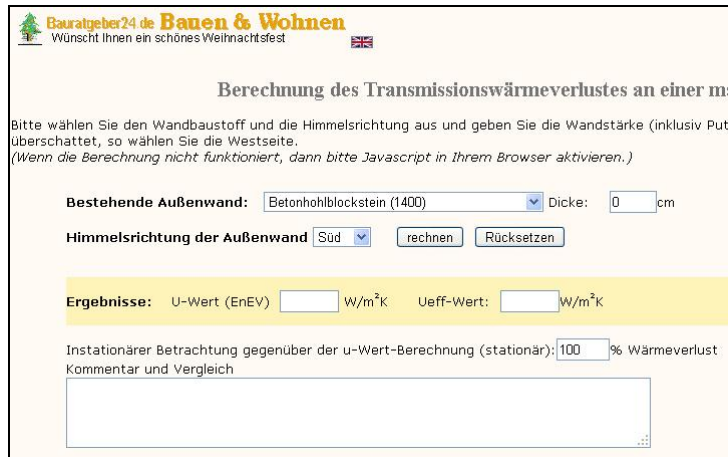 Bauratgeber24.de Bauen & Wohnen
Wünscht Ihnen ein schönes Weihnachtsfest
Berechnung des Transmissionswärmeverlustes an einer
Bitte wählen Sie den Wandbaustoff und die Himmelsrichtung aus und geben Sie die Wandstärke (inklusiv Put
überschattet, so wählen Sie die Westseite.
(Wenn die Berechnung nicht funktioniert, dann bitte Javascript in Ihrem Browser aktivieren.)
Bestehende Außenwand: Betonhohlblockstein (1400) Dicke: 0 cm
Himmelsrichtung der Außenwand Süd rechnen Rücksetzen
Ergebnisse: U-Wert (EnEV) W/m²K Ueff-Wert: W/m²K
Instationärer Betrachtung gegenüber der u-Wert-Berechnung (stationär): 100 % Wärmeverlust
Kommentar und Vergleich